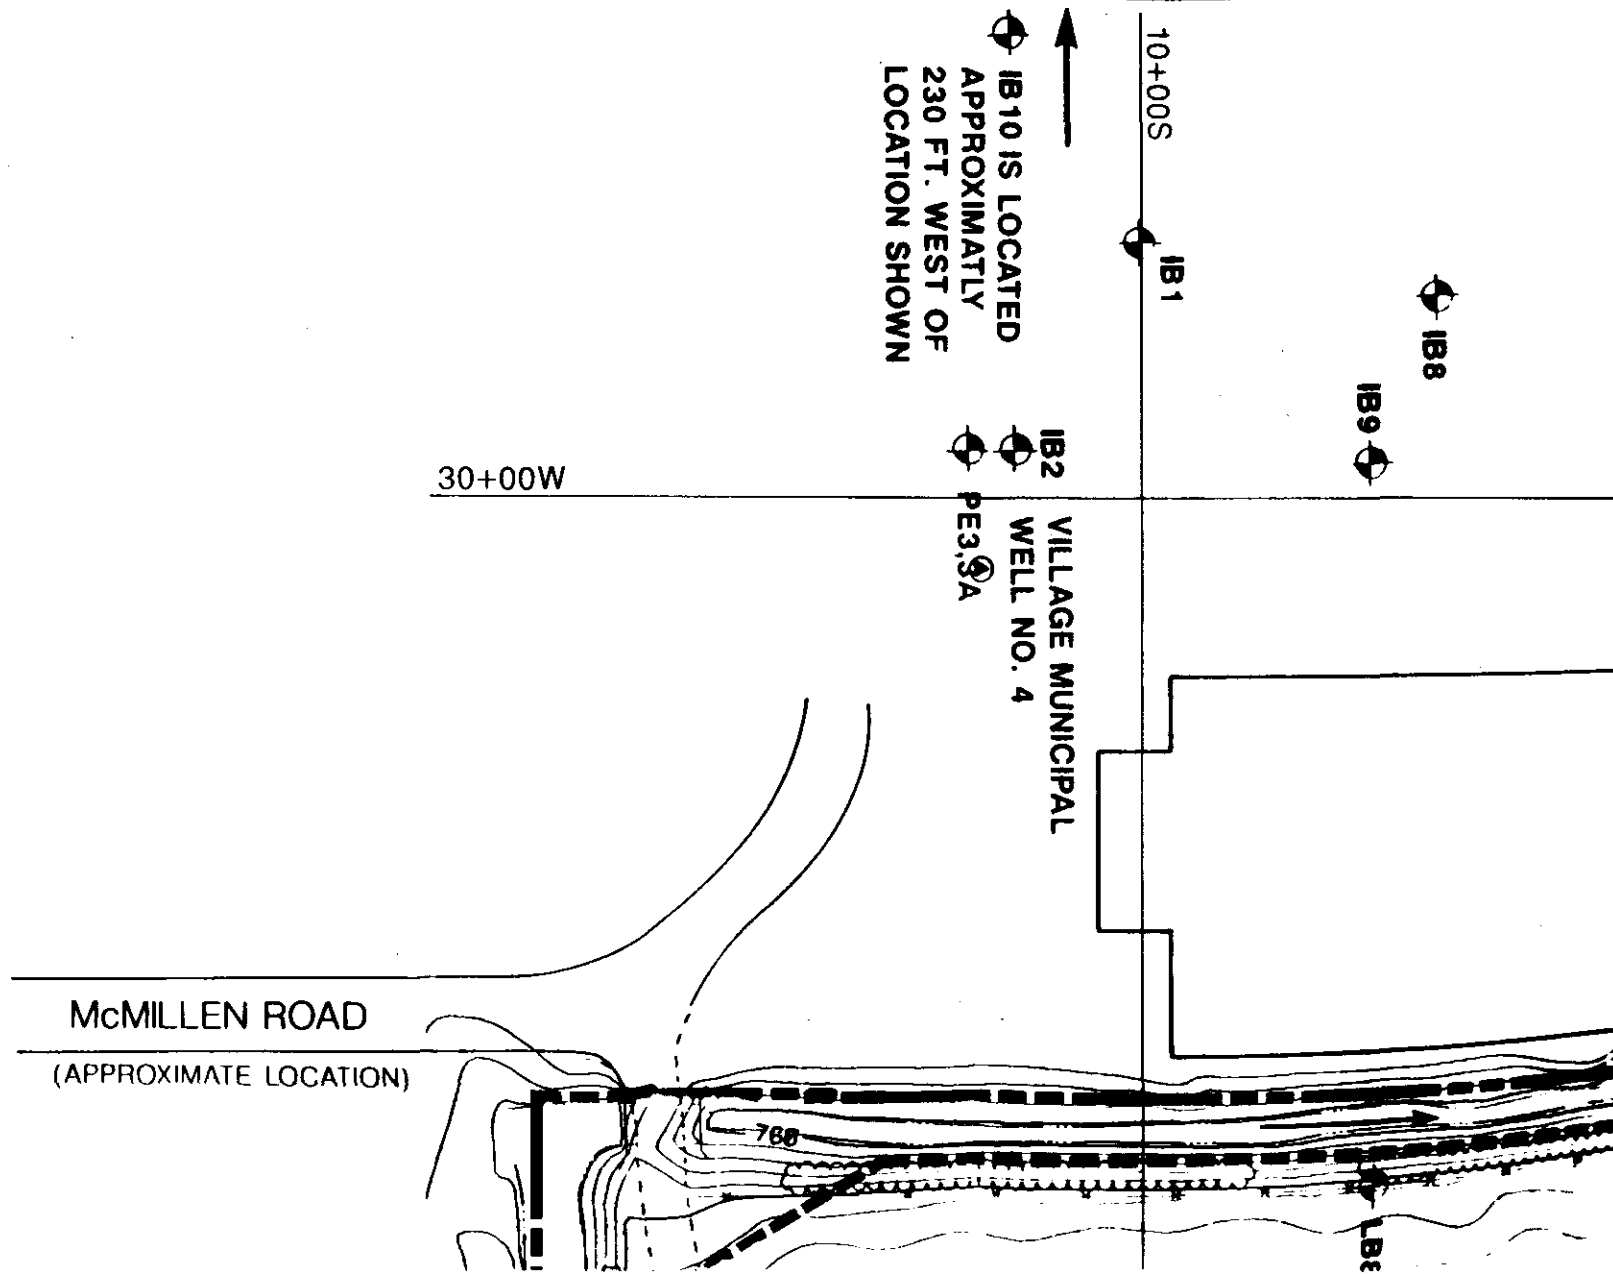 10+00S
IB10 IS LOCATED
APPROXIMATLY
230 FT. WEST OF
LOCATION SHOWN
IB1
IB8
IB9
IB2
30+00W
VILLAGE MUNICIPAL
WELL NO. 4
PE3,3A
McMILLEN ROAD
(APPROXIMATE LOCATION)
760